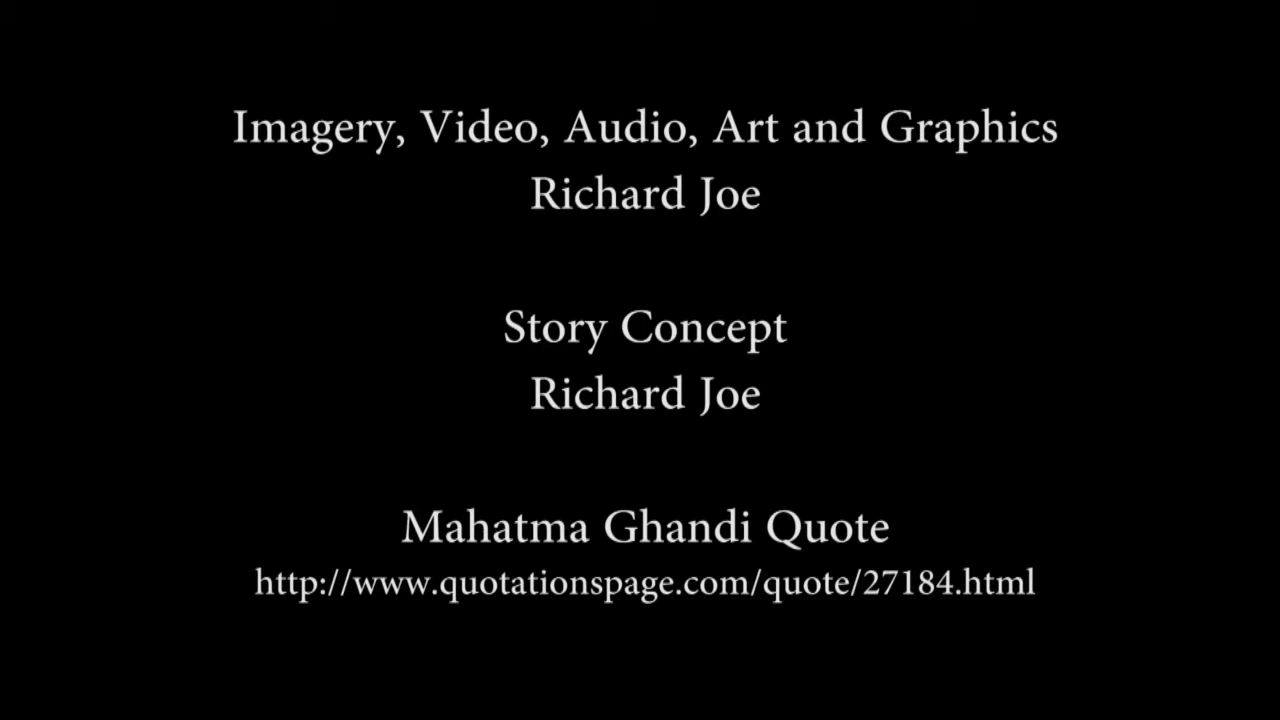 Imagery, Video, Audio, Art and Graphics
Richard Joe
Story Concept
Richard Joe
Mahatma Ghandi Quote
http://www.quotationspage.com/quote/27184.html